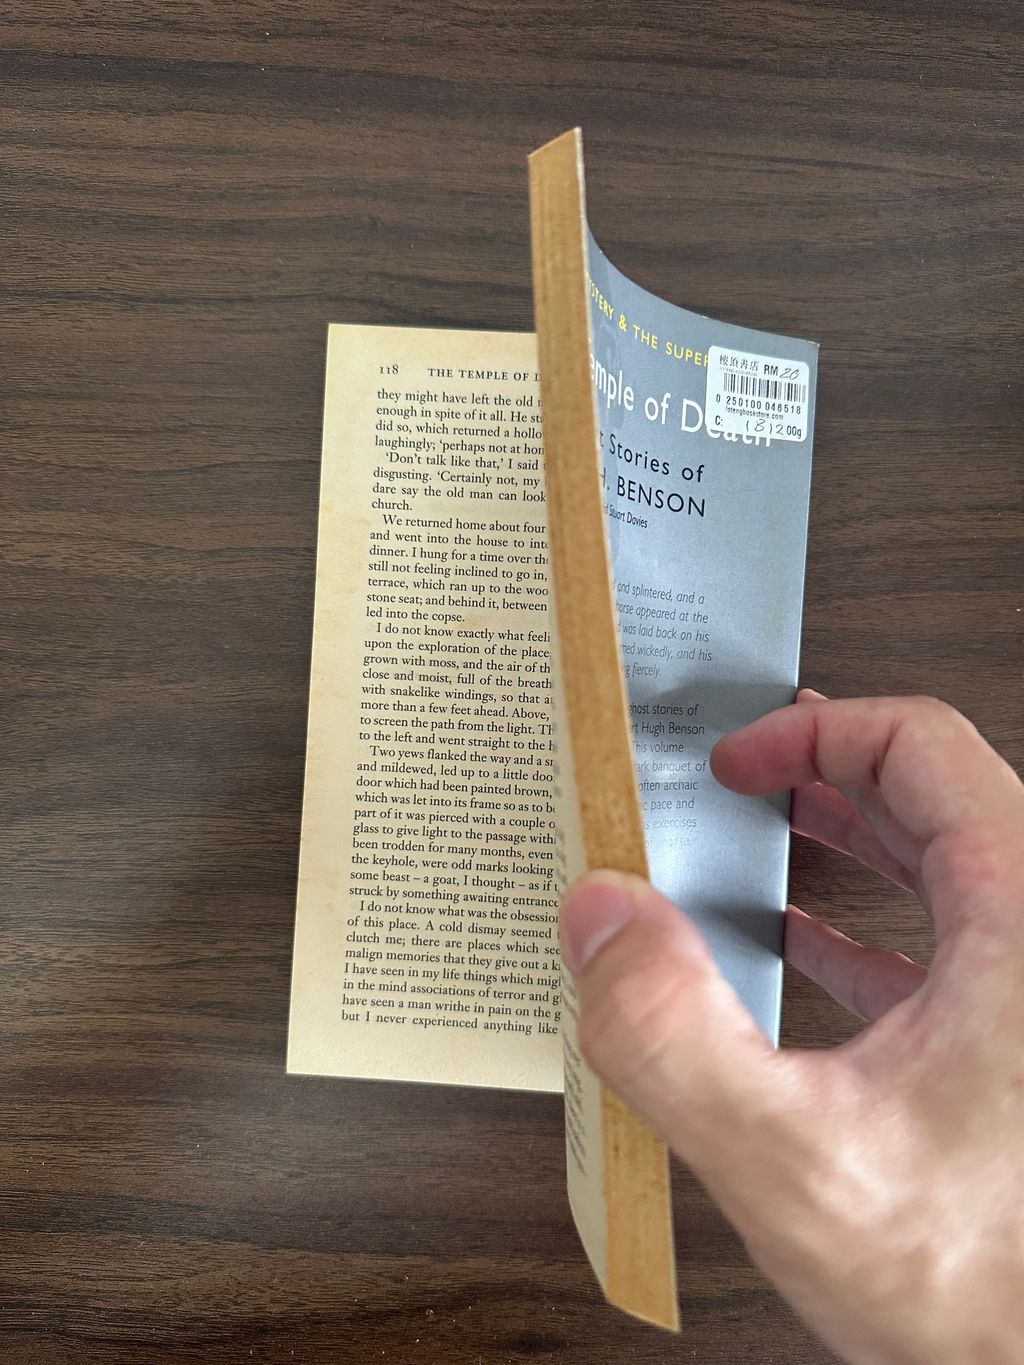 118 THE TEMPLE OF
they might have left the old
enough in spite of it all. He
did so, which returned a hollow
laughingly; 'perhaps not at
'Don't talk like that,' I said
disgusting. 'Certainly not, my
dare say the old man can look
church.
We returned home about four
and went into the house to
dinner. I hung for a time over
still not feeling inclined to go in,
terrace, which ran up to the
stone seat; and behind it, between
led into the copse.
I do not know exactly what
upon the exploration of the place
grown with moss, and the air of
close and moist, full of the breath
with snakelike windings, so that
more than a few feet ahead. Above,
to screen the path from the light.
to the left and went straight to the
Two yews flanked the way and a
and mildewed, led up to a little
door which had been painted brown,
which was let into its frame so as to
part of it was pierced with a couple
glass to give light to the passage
been trodden for many months, even
the keyhole, were odd marks looking
some beast – a goat, I thought – as if
struck by something awaiting entrance
I do not know what was the
of this place. A cold dismay seemed
clutch me; there are places which
malign memories that they give out a
I have seen in my life things which
in the mind associations of terror and
have seen a man writhe in pain on the
but I never experienced anything like
& THE
of Death
Stories of
H. BENSON
Stuart Davies
and splintered, and a
horse appeared at the
was laid back on his
wickedly, and his
fiercely.
ghost stories of
Hugh Benson
This volume
banquet of
often archaic
pace and
exercises
樓湳書店 RM 20
0 250100 046518
lotengbookstore.com
C: (B) 2 00g